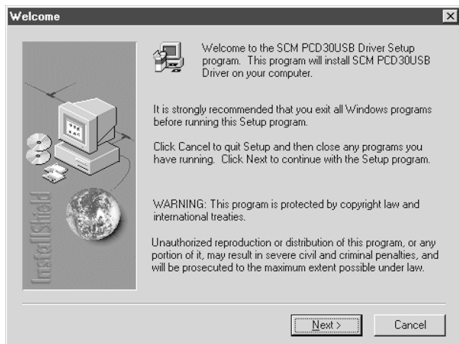 Welcome
Welcome to the SCM PCD30USB Driver Setup
program. This program will install SCM PCD30USB
Driver on your computer.
It is strongly recommended that you exit all Windows programs
before running this Setup program.
Click Cancel to quit Setup and then close any programs you
have running. Click Next to continue with the Setup program.
WARNING: This program is protected by copyright law and
international treaties.
Unauthorized reproduction or distribution of this program, or any
portion of it, may result in severe civil and criminal penalties, and
will be prosecuted to the maximum extent possible under law.
InstallShield
Next >
Cancel